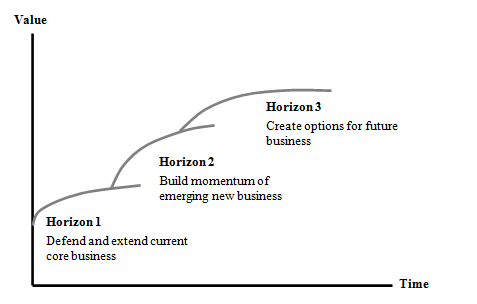 Value
Horizon 3
Create options for future
business
Horizon 2
Build momentum of
emerging new business
Horizon 1
Defend and extend current
core business
Time